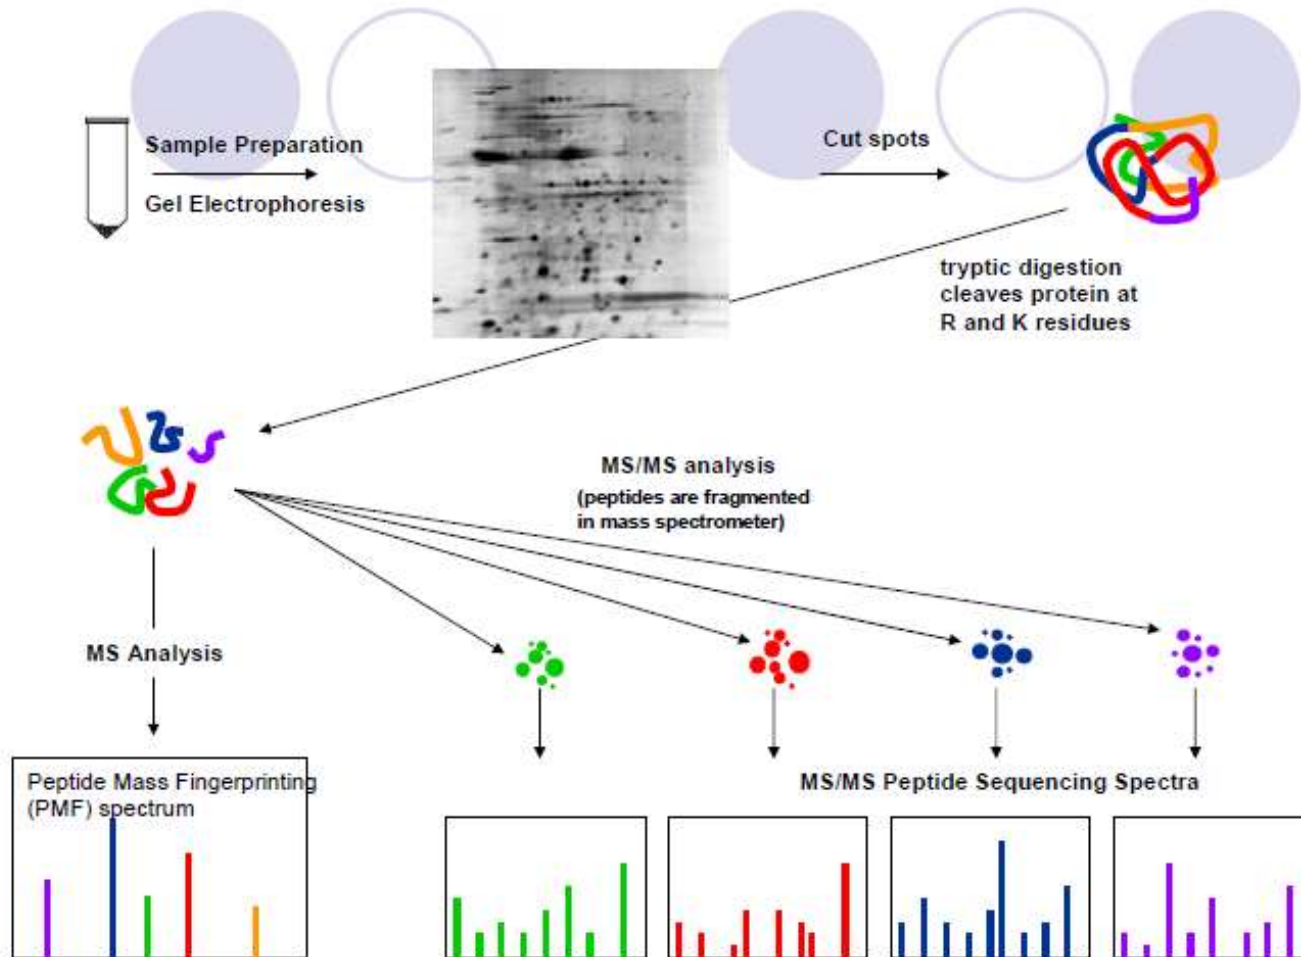 Sample Preparation
Gel Electrophoresis
Cut spots
tryptic digestion
cleaves protein at
R and K residues
MS/MS analysis
(peptides are fragmented
in mass spectrometer)
MS Analysis
Peptide Mass Fingerprinting
(PMF) spectrum
MS/MS Peptide Sequencing Spectra